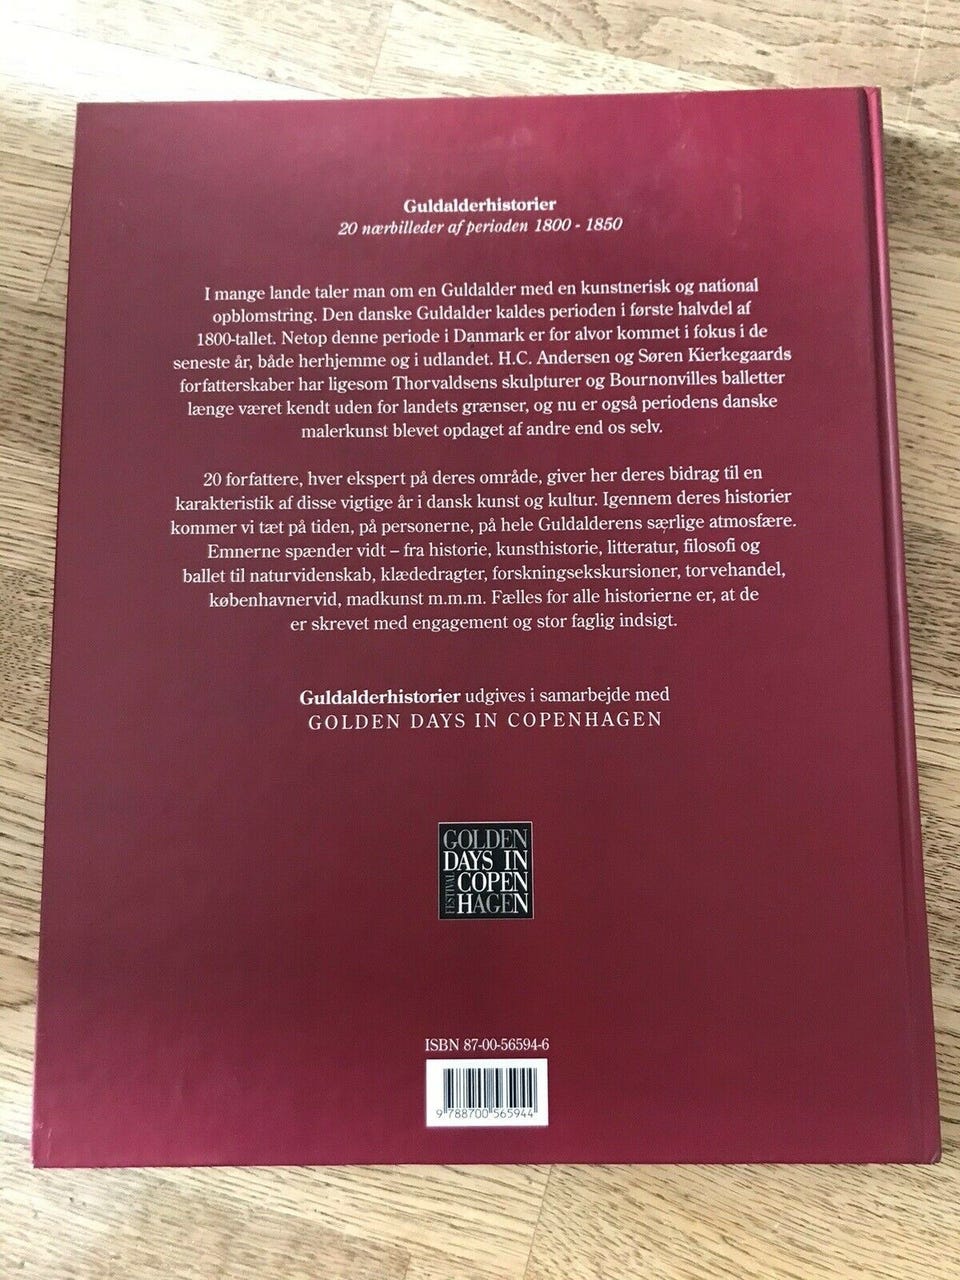 Guldalderhistorier
20 nærbilleder af perioden 1800 - 1850
I mange lande taler man om en Guldalder med en kunstnerisk og national
opblomstring. Den danske Guldalder kaldes perioden i første halvdel af
1800-tallet. Netop denne periode i Danmark er for alvor kommet i fokus i de
seneste år, både herhjemme og i udlandet. H.C. Andersen og Søren Kierkegaards
forfatterskaber har ligesom Thorvaldsens skulpturer og Bournonvilles balletter
længe været kendt uden for landets grænser, og nu er også periodens danske
malerkunst blevet opdaget af andre end os selv.
20 forfattere, hver ekspert på deres område, giver her deres bidrag til en
karakteristik af disse vigtige år i dansk kunst og kultur. Igennem deres historier
kommer vi tæt på tiden, på personerne, på hele Guldalderens særlige atmosfære.
Emnerne spænder vidt – fra historie, kunsthistorie, litteratur, filosofi og
ballet til naturvidenskab, klædedragter, forskningsekskursioner, torvehandel,
københavnervid, madkunst m.m.m. Fælles for alle historierne er, at de
er skrevet med engagement og stor faglig indsigt.
Guldalderhistorier udgives i samarbejde med
GOLDEN DAYS IN COPENHAGEN
GOLDEN
DAYS IN
COPEN
HAGEN
FESTIVAL
ISBN 87-00-56594-6
9 788700 565944